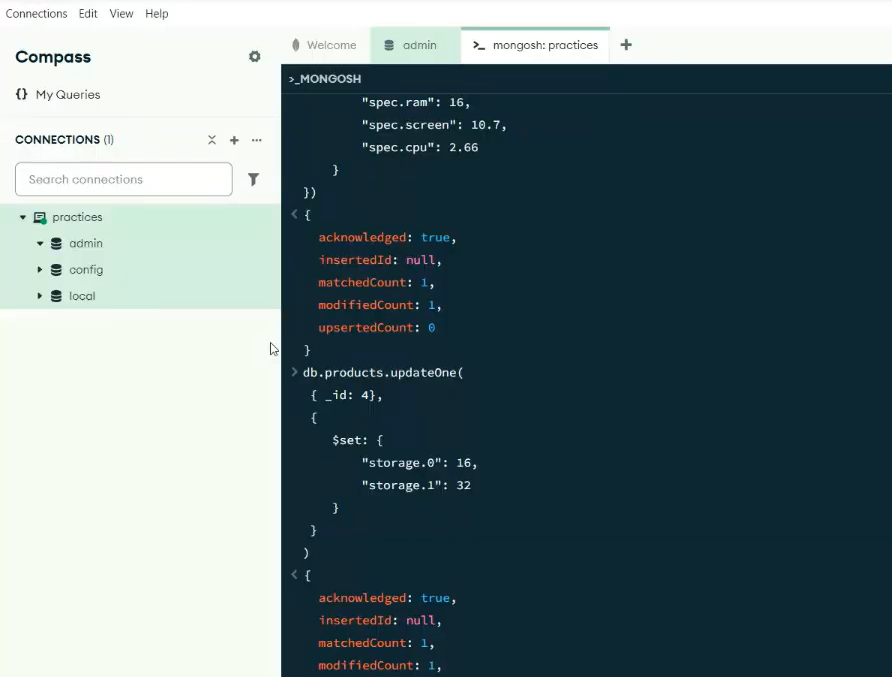 Connections Edit View Help
Compass
{} My Queries
CONNECTIONS (1)
Search connections
practices
admin
config
local
Welcome
admin
>_ mongosh: practices
>_MONGOSH
"spec.ram": 16,
"spec.screen": 10.7,
"spec.cpu": 2.66
}
})
< {
acknowledged: true,
insertedId: null,
matchedCount: 1,
modifiedCount: 1,
upsertedCount: 0
}
> db.products.updateOne(
{ _id: 4},
{
$set: {
"storage.0": 16,
"storage.1": 32
}
}
)
< {
acknowledged: true,
insertedId: null,
matchedCount: 1,
modifiedCount: 1,